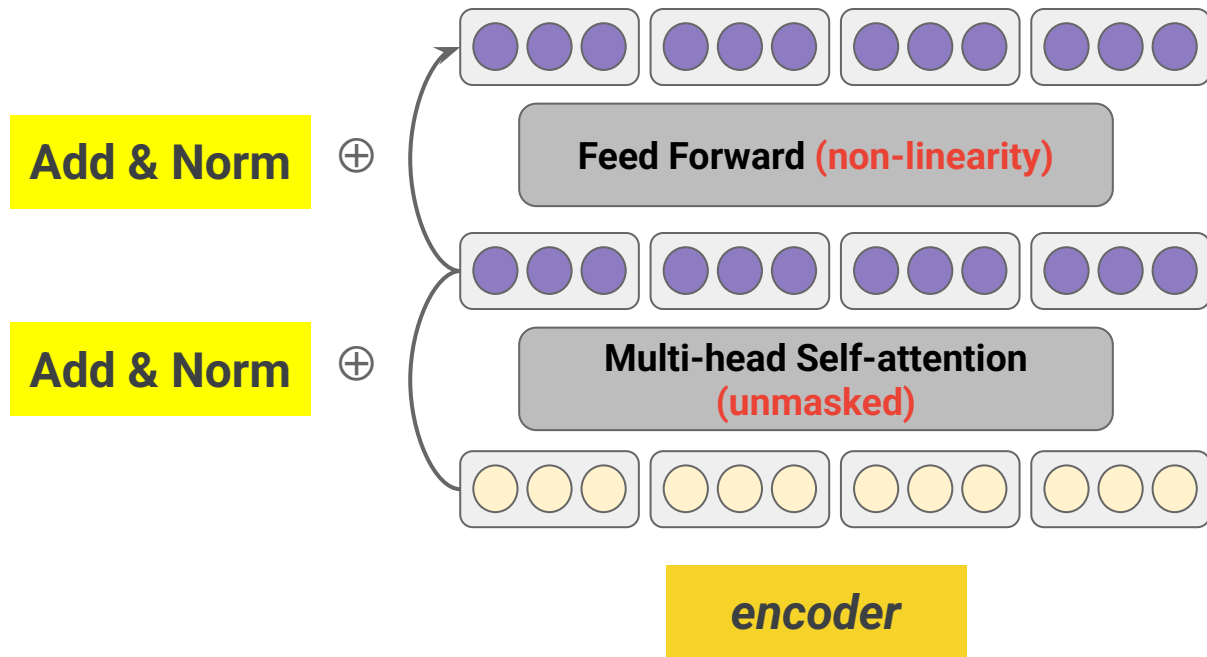 Add & Norm
Feed Forward (non-linearity)
Add & Norm
Multi-head Self-attention
(unmasked)
encoder